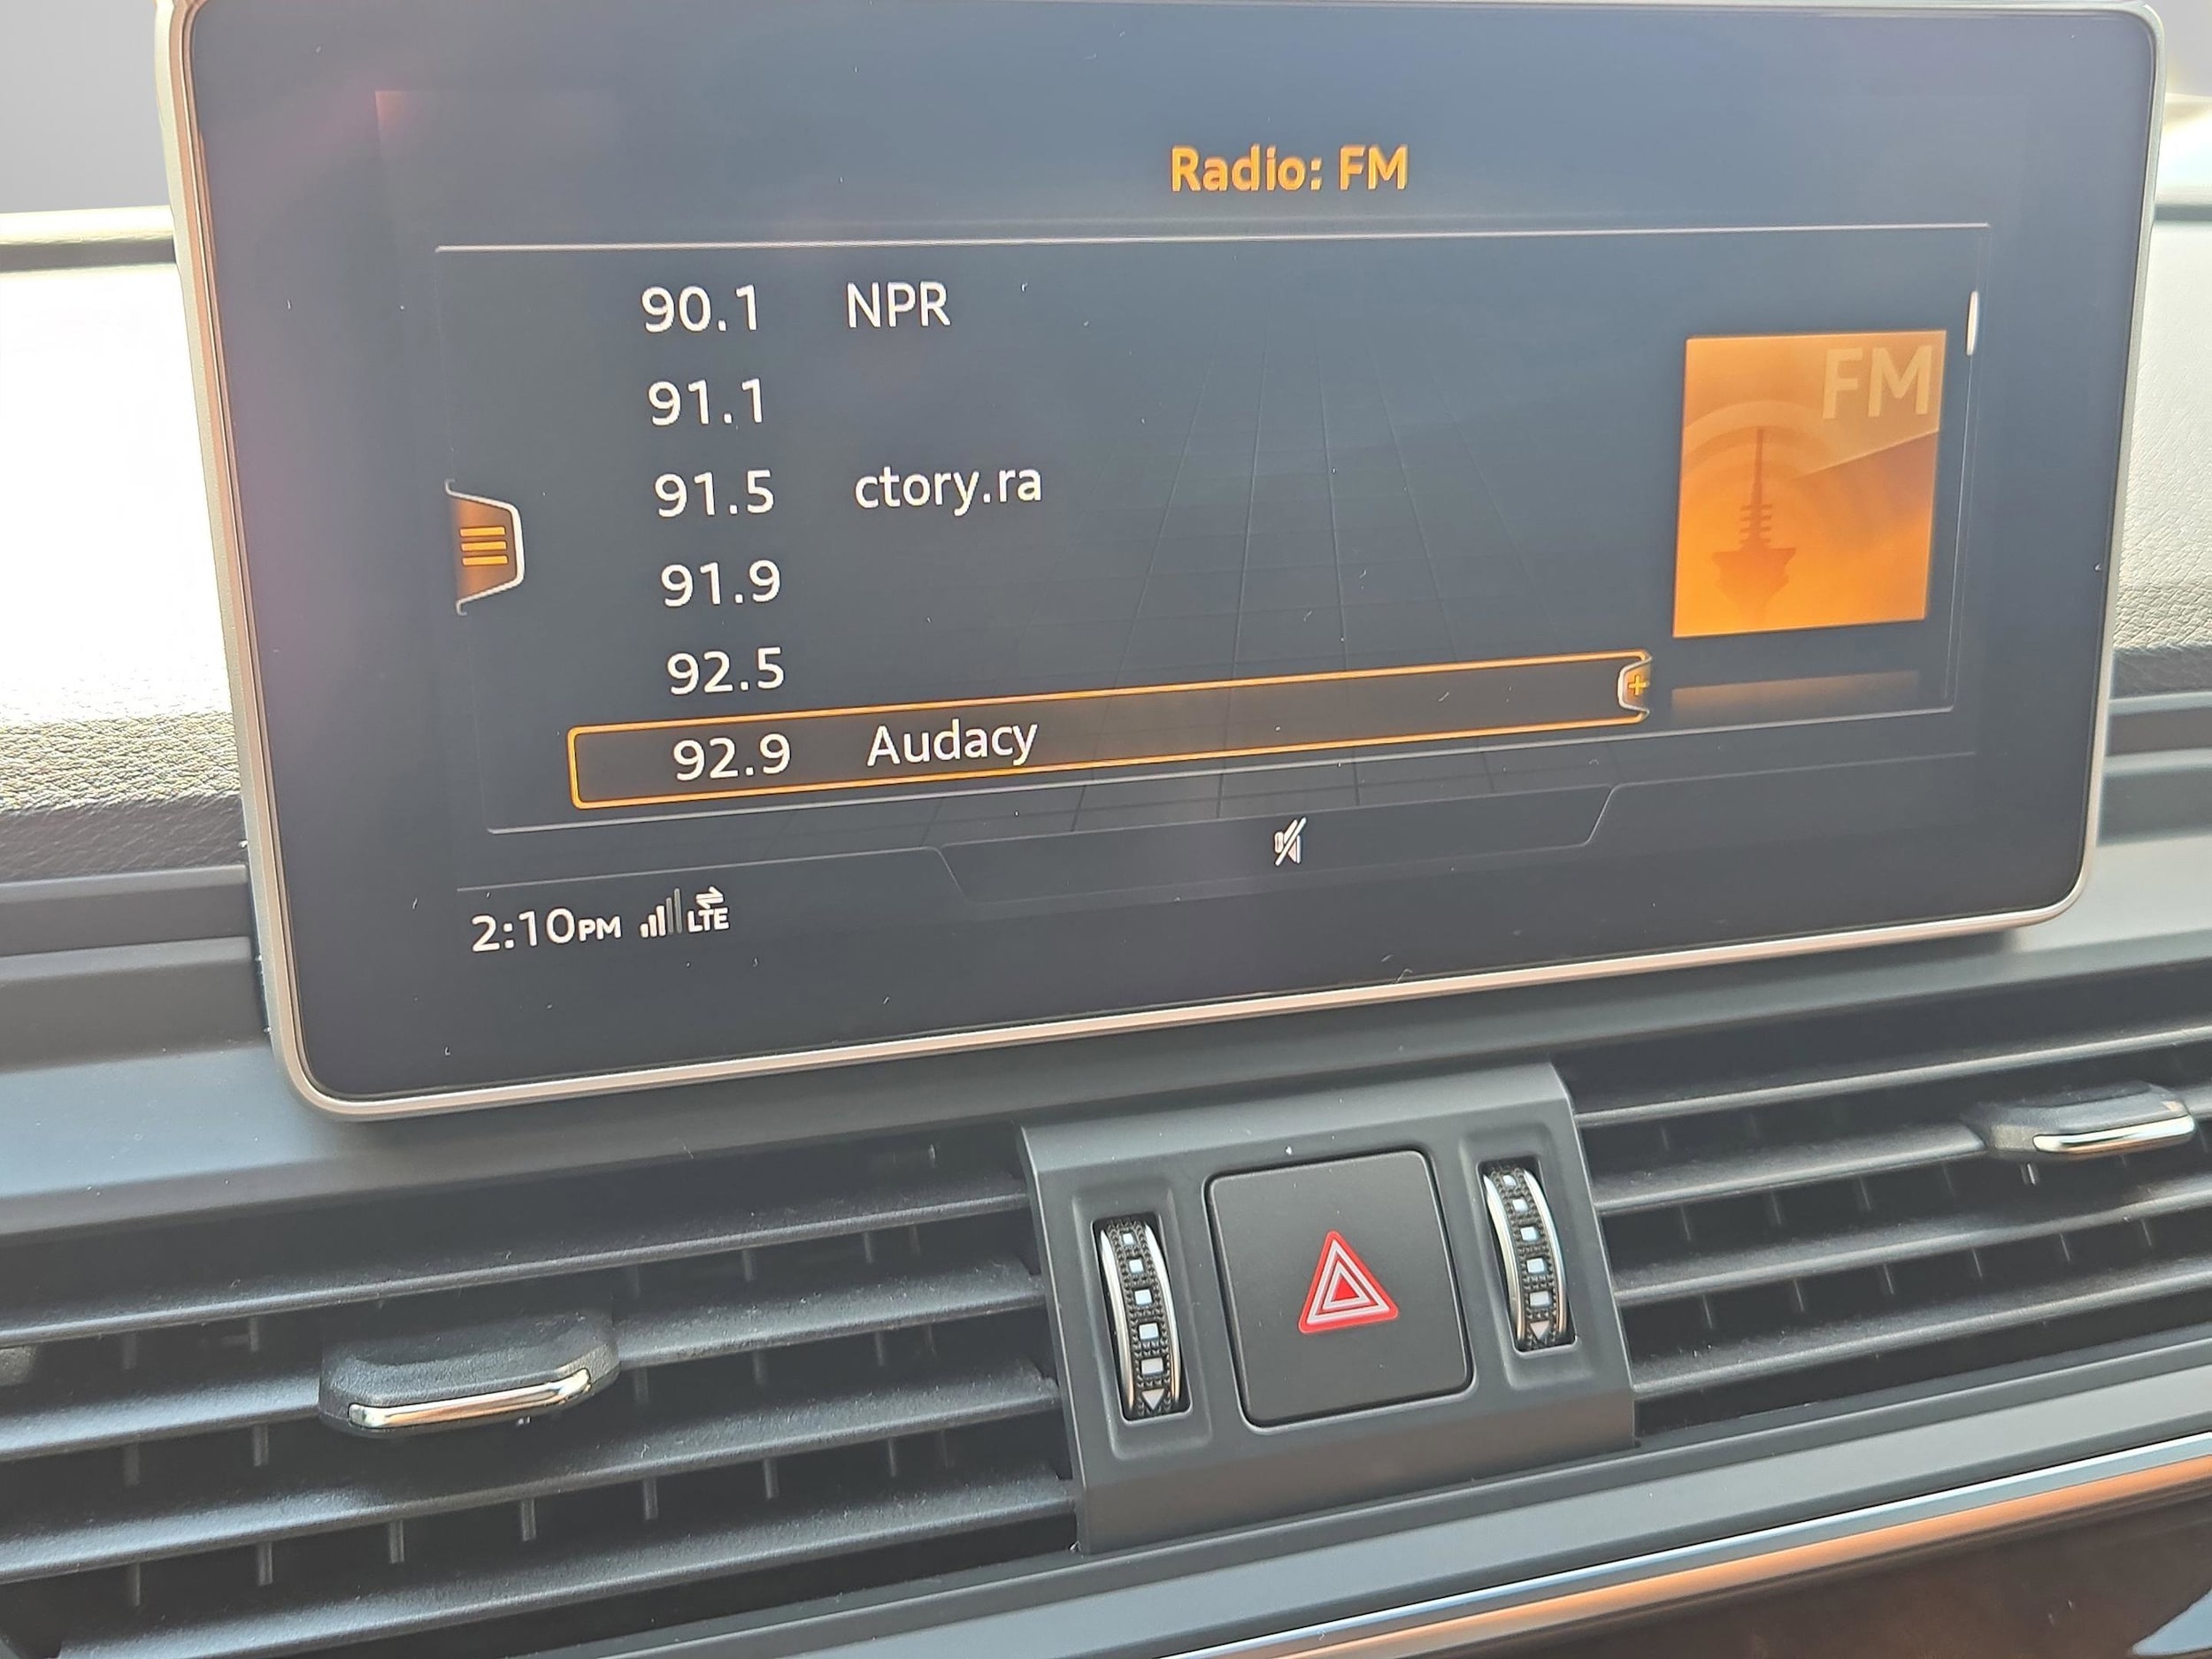 Radio: FM
90.1 NPR
91.1
91.5 ctory.ra
91.9
92.5
92.9 Audacy
FM
2:10PM LTE